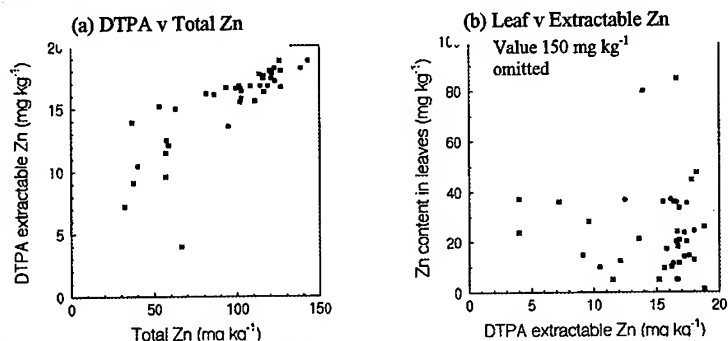 (a) DTPA v Total Zn
20
15
10
5
0
DTPA extractable Zn (mg kg⁻¹)
0
50
100
150
Total Zn (mg kg⁻¹)
(b) Leaf v Extractable Zn
Value 150 mg kg⁻¹
omitted
80
60
40
20
0
Zn content in leaves (mg kg⁻¹)
0
5
10
15
20
DTPA extractable Zn (mg kg⁻¹)